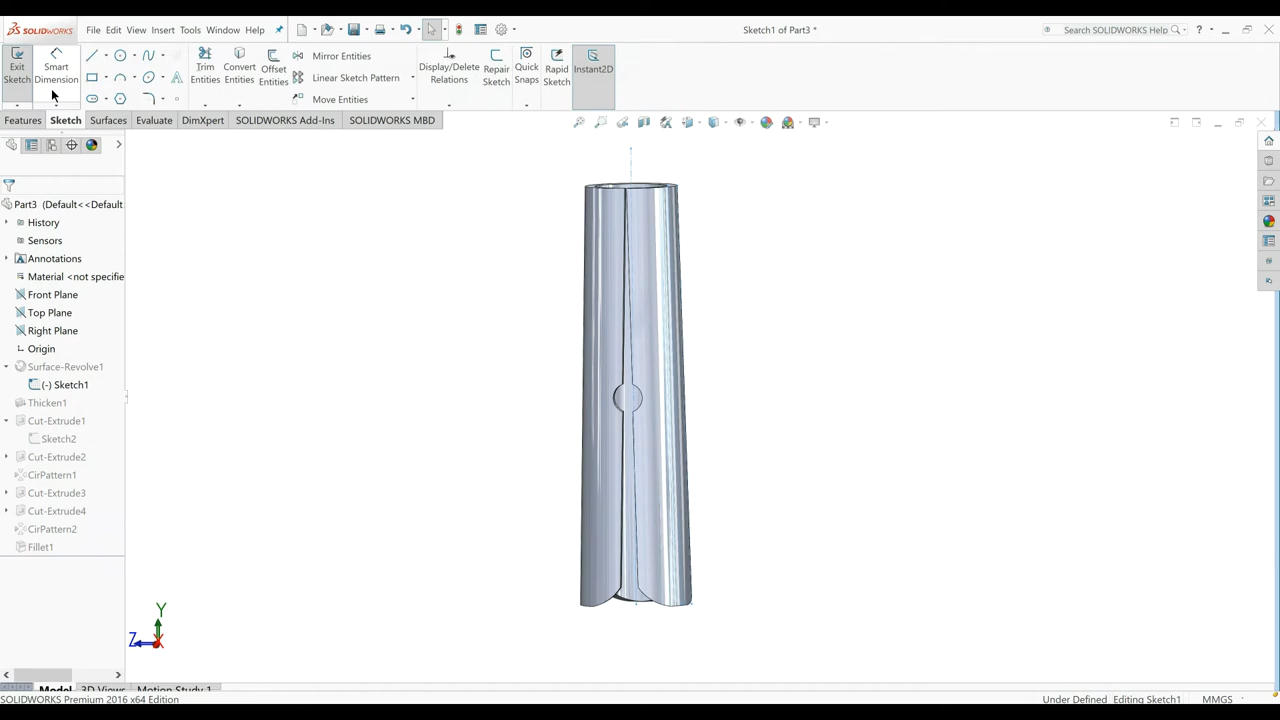 SOLIDWORKS
File Edit View Insert Tools Window Help
Sketch1 of Part3 *
Search SOLIDWORKS Help
Exit Sketch
Smart Dimension
Trim Entities
Convert Entities
Offset Entities
Mirror Entities
Linear Sketch Pattern
Move Entities
Display/Delete Relations
Repair Sketch
Quick Snaps
Rapid Sketch
Instant2D
Features Sketch Surfaces Evaluate DimXpert SOLIDWORKS Add-Ins SOLIDWORKS MBD
Part3 (Default<<Default
History
Sensors
Annotations
Material <not specifie
Front Plane
Top Plane
Right Plane
Origin
Surface-Revolve1
(-) Sketch1
Thicken1
Cut-Extrude1
Sketch2
Cut-Extrude2
CirPattern1
Cut-Extrude3
Cut-Extrude4
CirPattern2
Fillet1
Y
Z
X
Model 3D Views Motion Study 1
SOLIDWORKS Premium 2016 x64 Edition
Under Defined Editing Sketch1 MMGS